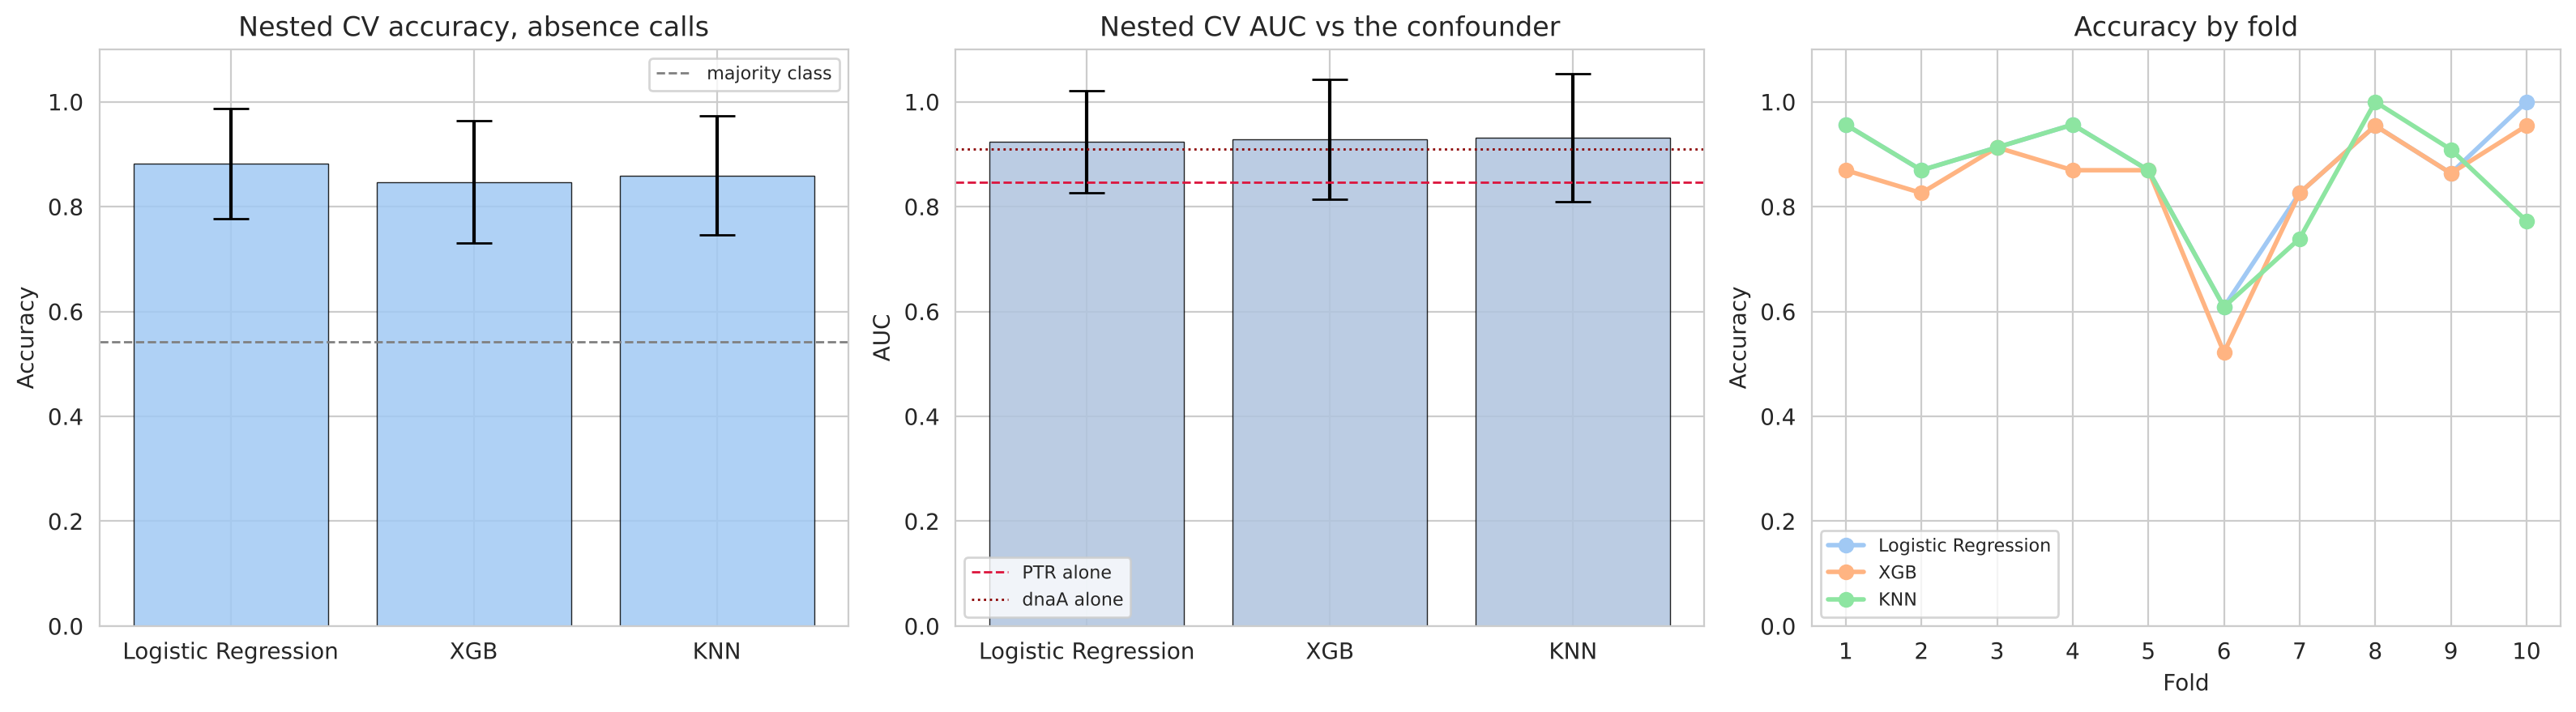 Nested CV accuracy, absence calls
majority class
Accuracy
1.0
0.8
0.6
0.4
0.2
0.0
Logistic Regression XGB KNN
Nested CV AUC vs the confounder
AUC
1.0
0.8
0.6
0.4
0.2
0.0
PTR alone
dnaA alone
Logistic Regression XGB KNN
Accuracy by fold
Accuracy
1.0
0.8
0.6
0.4
0.2
0.0
Logistic Regression
XGB
KNN
1 2 3 4 5 6 7 8 9 10
Fold